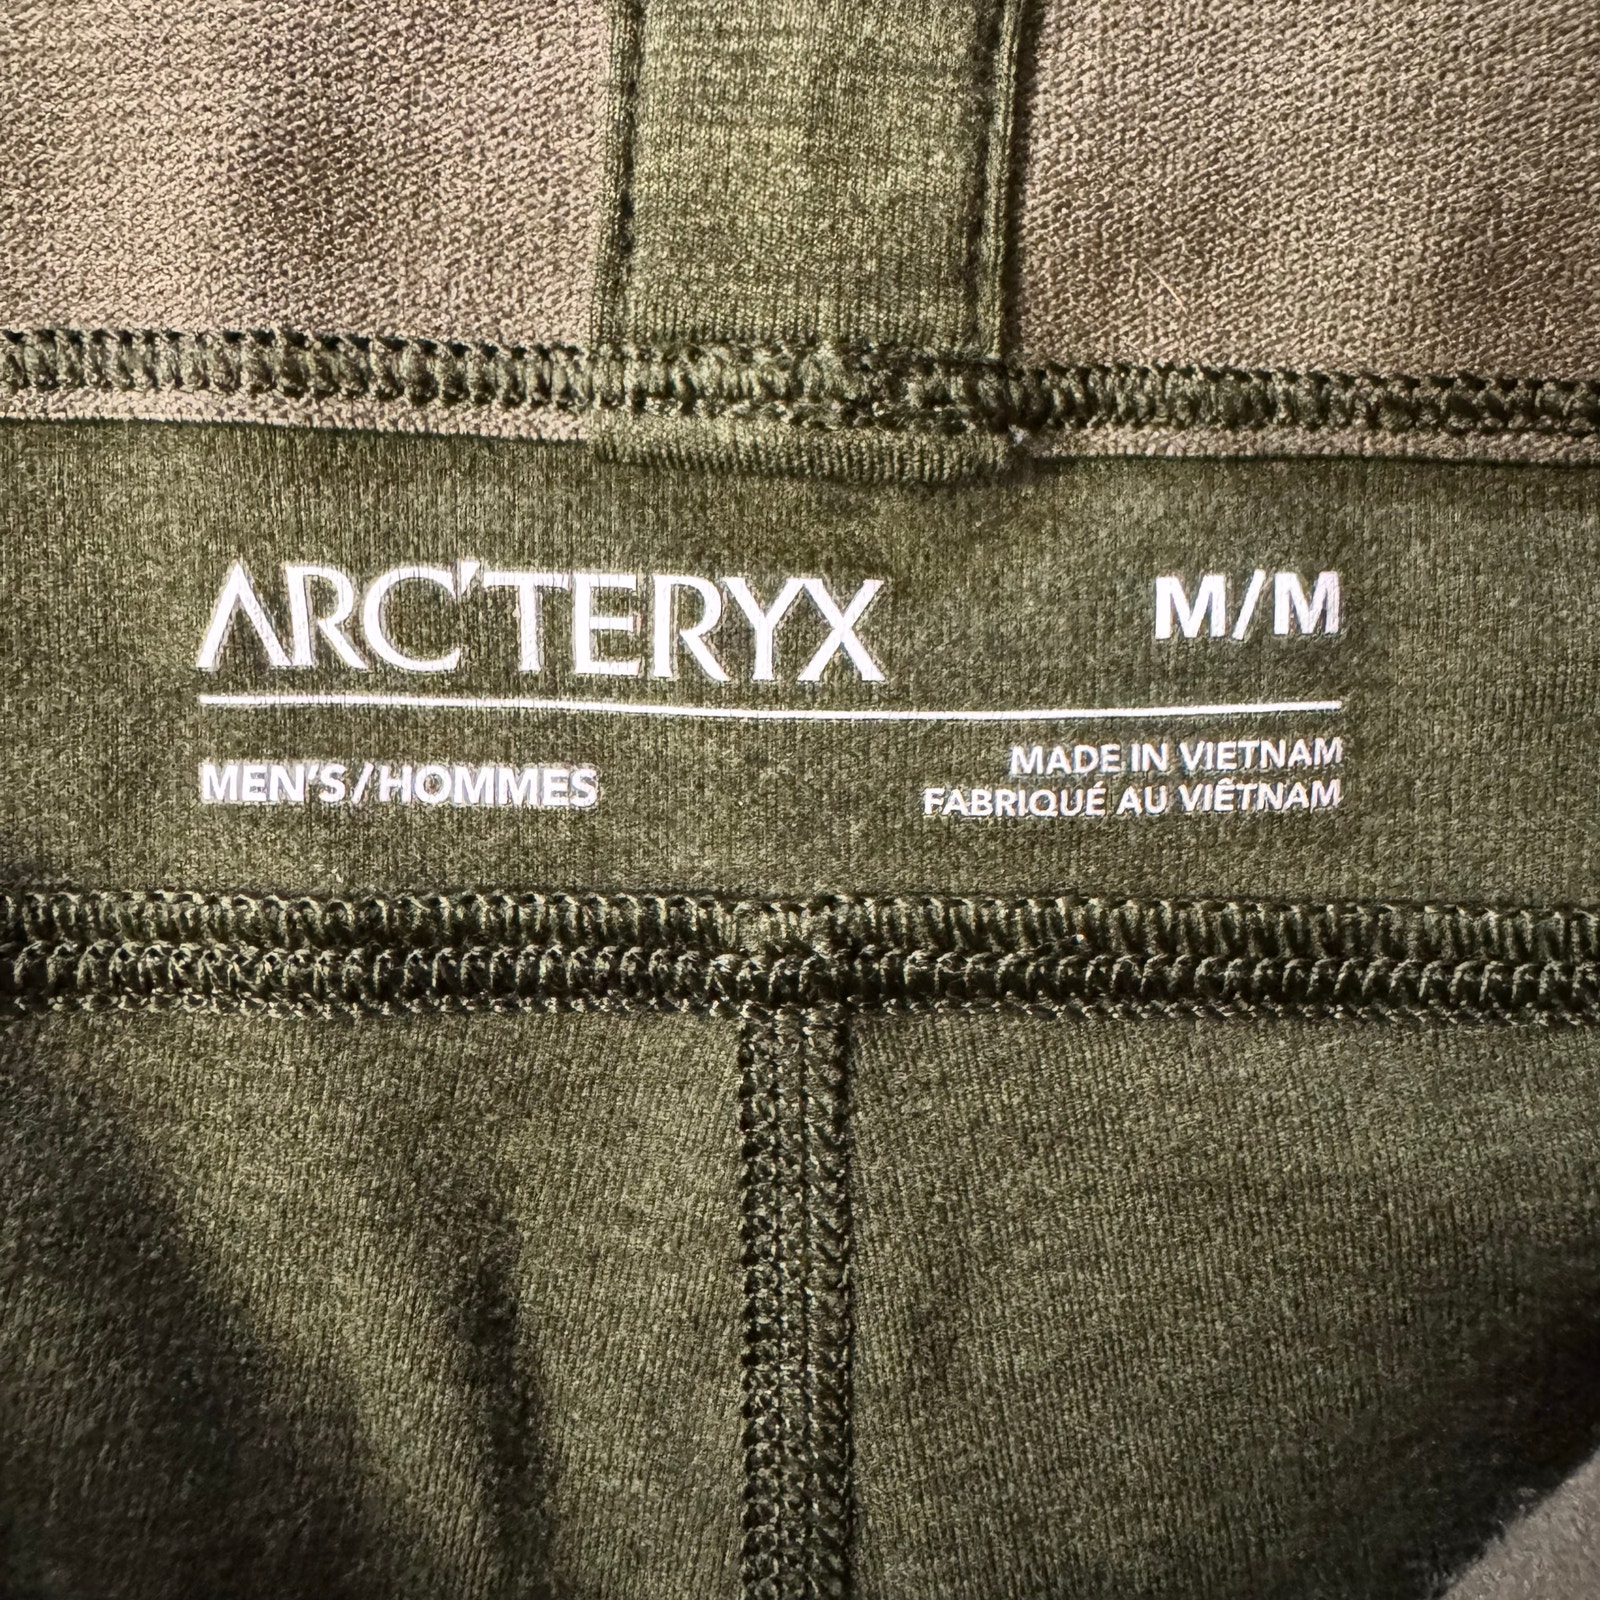 ARC'TERYX M/M
MEN'S/HOMMES
MADE IN VIETNAM
FABRIQUÉ AU VIÊTNAM